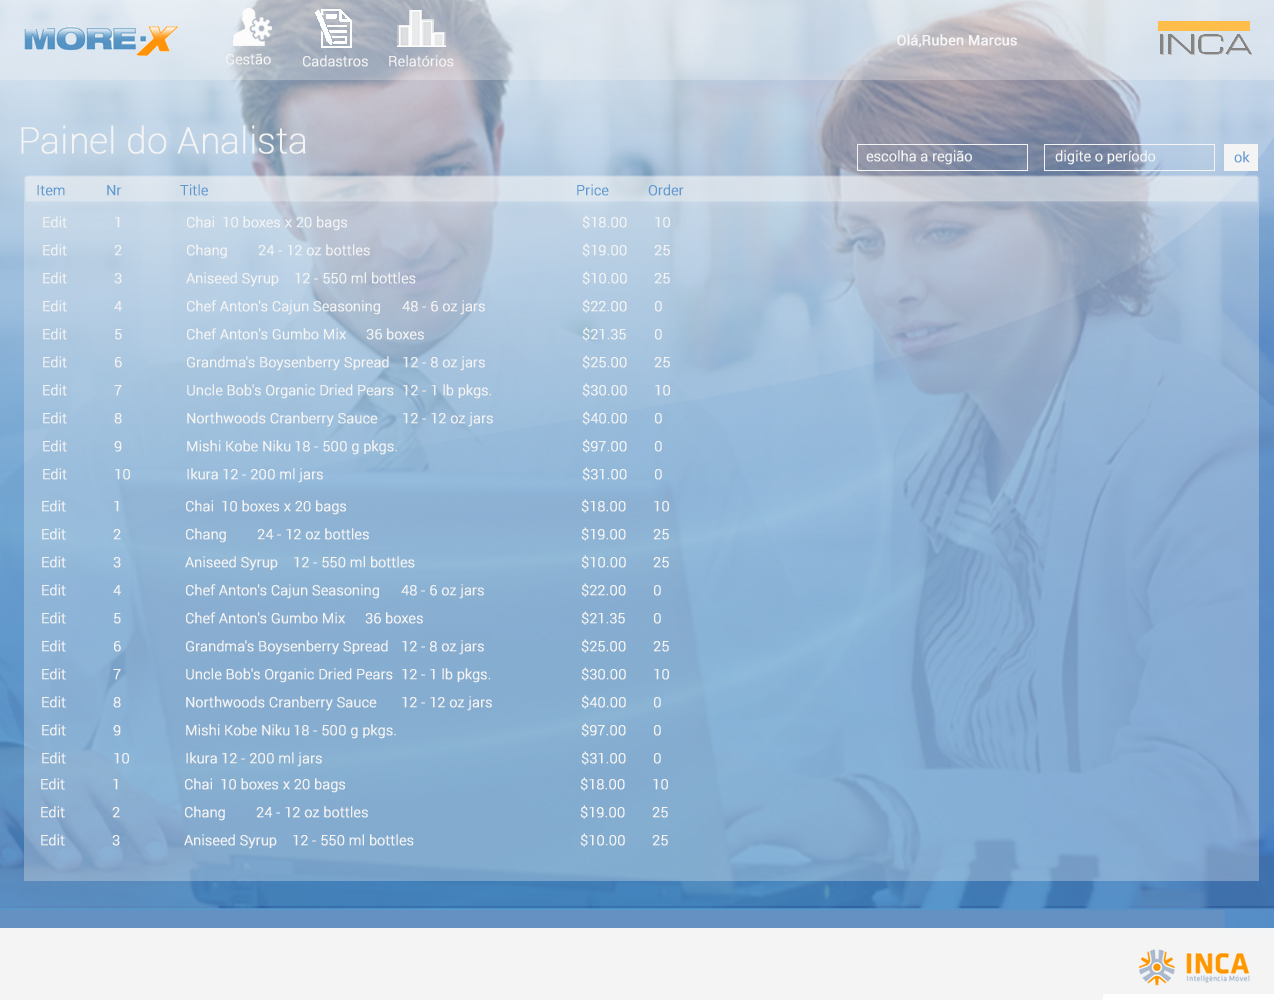 MORE·X
Gestão Cadastros Relatórios
Olá,Ruben Marcus
INCA
Painel do Analista
escolha a região digite o período ok
Item Nr Title Price Order
Edit 1 Chai 10 boxes x 20 bags $18.00 10
Edit 2 Chang 24 - 12 oz bottles $19.00 25
Edit 3 Aniseed Syrup 12 - 550 ml bottles $10.00 25
Edit 4 Chef Anton's Cajun Seasoning 48 - 6 oz jars $22.00 0
Edit 5 Chef Anton's Gumbo Mix 36 boxes $21.35 0
Edit 6 Grandma's Boysenberry Spread 12 - 8 oz jars $25.00 25
Edit 7 Uncle Bob's Organic Dried Pears 12 - 1 lb pkgs. $30.00 10
Edit 8 Northwoods Cranberry Sauce 12 - 12 oz jars $40.00 0
Edit 9 Mishi Kobe Niku 18 - 500 g pkgs. $97.00 0
Edit 10 Ikura 12 - 200 ml jars $31.00 0
Edit 1 Chai 10 boxes x 20 bags $18.00 10
Edit 2 Chang 24 - 12 oz bottles $19.00 25
Edit 3 Aniseed Syrup 12 - 550 ml bottles $10.00 25
Edit 4 Chef Anton's Cajun Seasoning 48 - 6 oz jars $22.00 0
Edit 5 Chef Anton's Gumbo Mix 36 boxes $21.35 0
Edit 6 Grandma's Boysenberry Spread 12 - 8 oz jars $25.00 25
Edit 7 Uncle Bob's Organic Dried Pears 12 - 1 lb pkgs. $30.00 10
Edit 8 Northwoods Cranberry Sauce 12 - 12 oz jars $40.00 0
Edit 9 Mishi Kobe Niku 18 - 500 g pkgs. $97.00 0
Edit 10 Ikura 12 - 200 ml jars $31.00 0
Edit 1 Chai 10 boxes x 20 bags $18.00 10
Edit 2 Chang 24 - 12 oz bottles $19.00 25
Edit 3 Aniseed Syrup 12 - 550 ml bottles $10.00 25
INCA
Inteligência Móvel